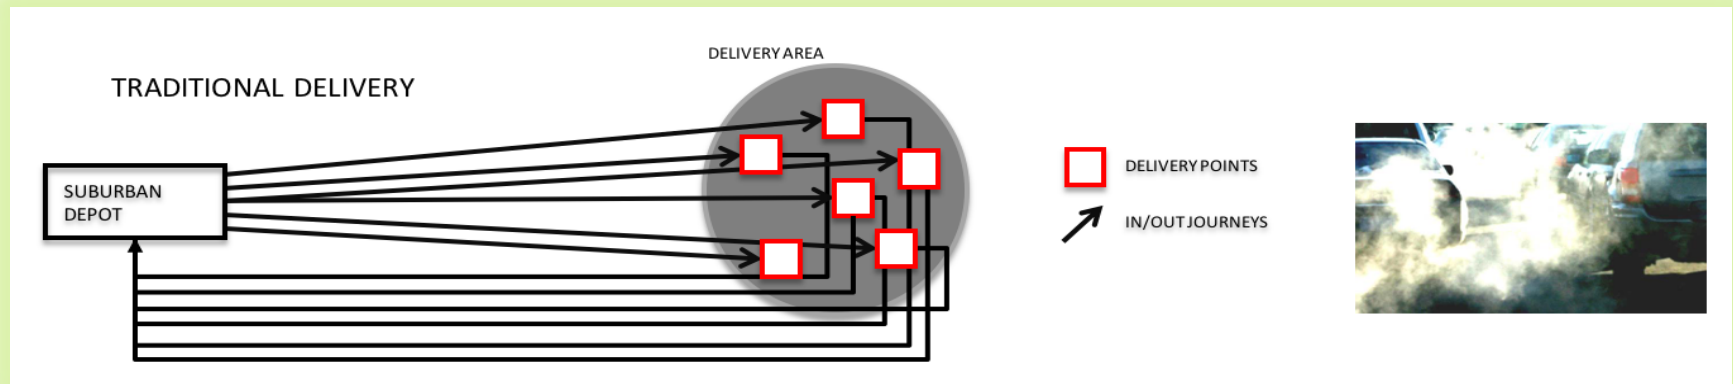 TRADITIONAL DELIVERY
DELIVERY AREA
SUBURBAN
DEPOT
DELIVERY POINTS
IN/OUT JOURNEYS